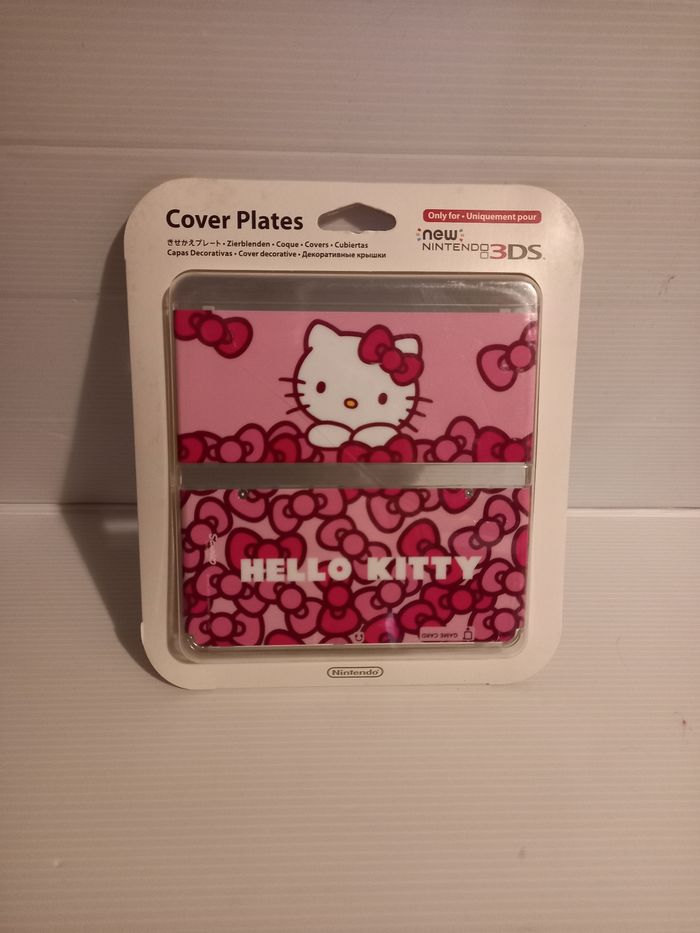 Cover Plates
きせかえプレート • Zierblenden • Coque • Covers • Cubiertas
Capas Decorativas • Cover decorative • Декоративные крышки
Only for • Uniquement pour
new
NINTENDO 3DS
HELLO KITTY
Sanrio
GAME CARD
Nintendo